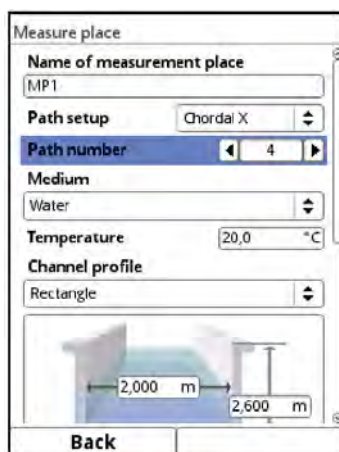 Measure place
Name of measurement place
MP1
Path setup Chordal X
Path number 4
Medium
Water
Temperature 20,0 °C
Channel profile
Rectangle
2,000 m
2,600 m
Back